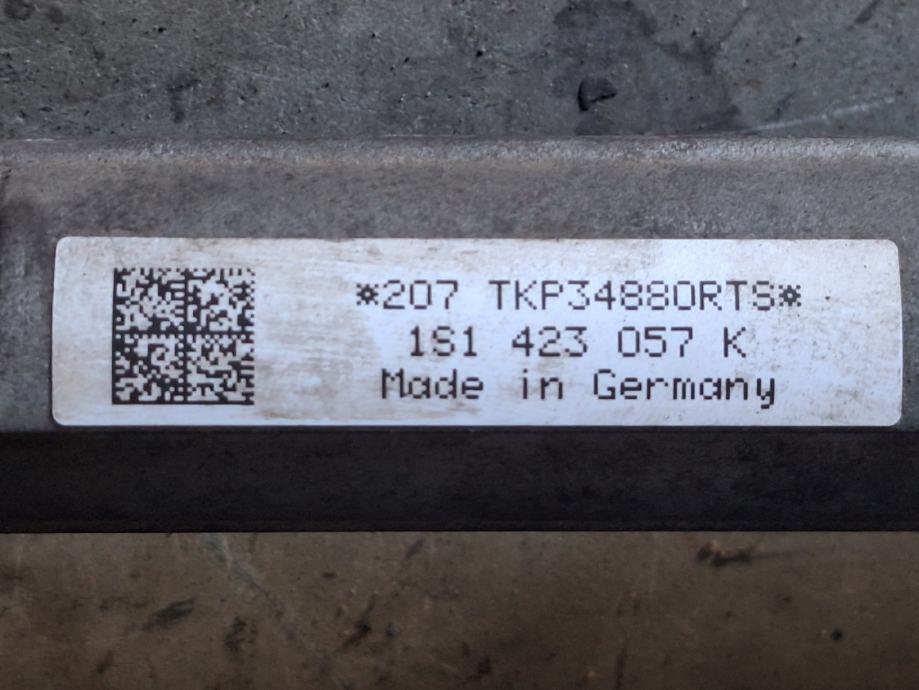 *207 TKP34880RTS*
1S1 423 057 K
Made in Germany